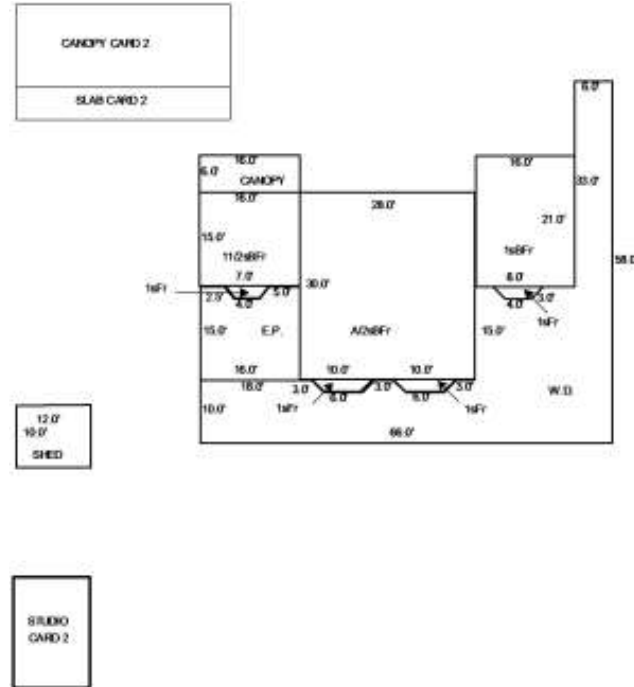 CANOPY CARD 2
SLAB CARD 2
6.0'
16.0'
6.0'
CANOPY
16.0'
16.0'
28.0'
33.0'
15.0'
21.0'
11/2sBFr
1sBFr
58.0
7.0'
8.0'
1sFr
2.0'
5.0'
30.0'
4.0'
4.0'
3.0'
1sFr
15.0'
E.P.
A/2sBFr
15.0'
16.0'
10.0'
10.0'
16.0'
3.0'
3.0'
3.0'
W.D.
6.0'
6.0'
10.0'
1sFr
1sFr
66.0'
12.0'
10.0'
SHED
STUDIO
CARD 2